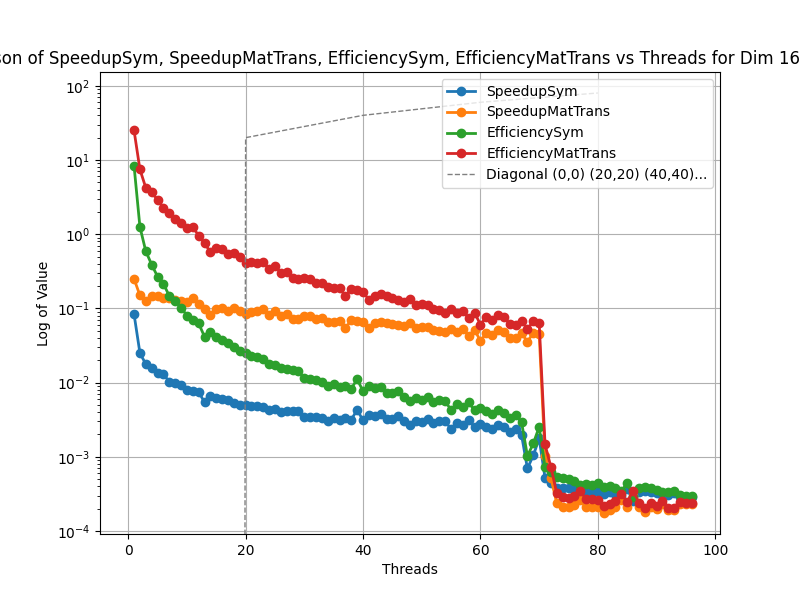 son of SpeedupSym, SpeedupMatTrans, EfficiencySym, EfficiencyMatTrans vs Threads for Dim 16
SpeedupSym
SpeedupMatTrans
EfficiencySym
EfficiencyMatTrans
Diagonal (0,0) (20,20) (40,40)...
10²
10¹
10⁰
10⁻¹
10⁻²
10⁻³
10⁻⁴
Log of Value
0 20 40 60 80 100
Threads